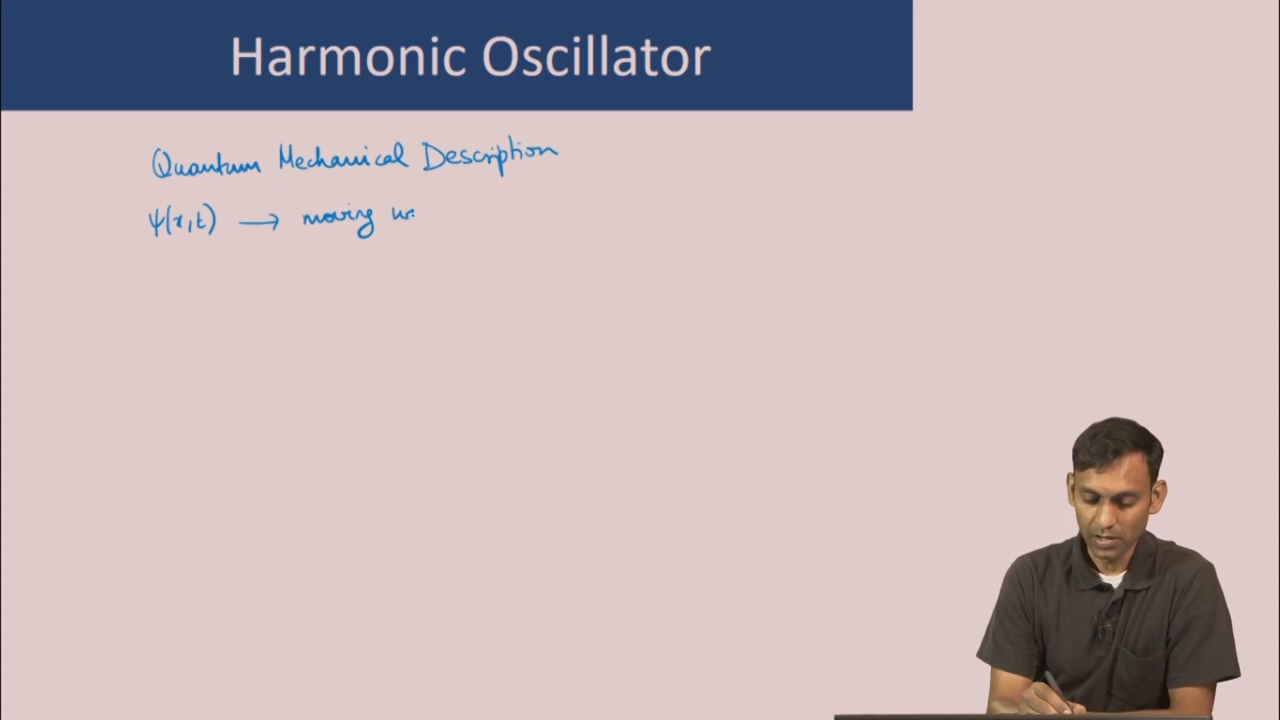 Harmonic Oscillator
Quantum Mechanical Description
ψ(x,t) → moving